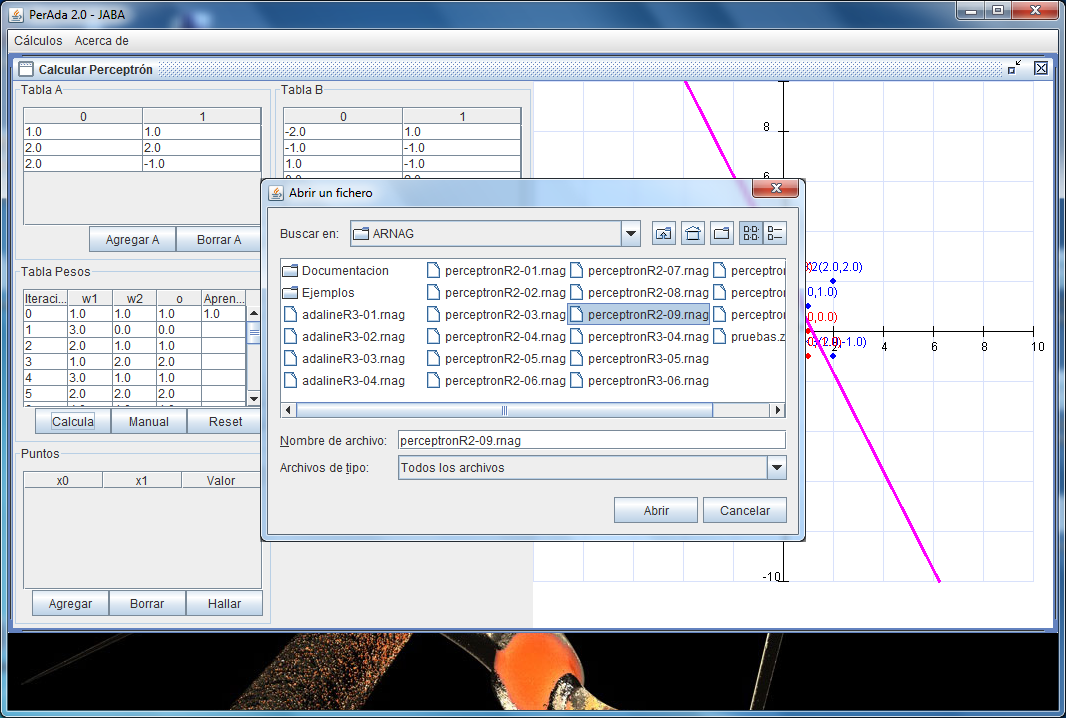 PerAda 2.0 - JABA
Cálculos Acerca de
Calcular Perceptrón
Tabla A
0 1
1.0 1.0
2.0 2.0
2.0 -1.0
Agregar A Borrar A
Tabla B
0 1
-2.0 1.0
-1.0 -1.0
1.0 -1.0
Tabla Pesos
Iteraci... w1 w2 o Apren...
0 1.0 1.0 1.0 1.0
1 3.0 0.0 0.0
2 2.0 1.0 1.0
3 1.0 2.0 2.0
4 3.0 1.0 1.0
5 2.0 2.0 2.0
Calcula Manual Reset
Puntos
x0 x1 Valor
Agregar Borrar Hallar
Abrir un fichero
Buscar en: ARNAG
Documentacion
Ejemplos
adalineR3-01.rnag
adalineR3-02.rnag
adalineR3-03.rnag
adalineR3-04.rnag
perceptronR2-01.rnag
perceptronR2-02.rnag
perceptronR2-03.rnag
perceptronR2-04.rnag
perceptronR2-05.rnag
perceptronR2-06.rnag
perceptronR2-07.rnag
perceptronR2-08.rnag
perceptronR2-09.rnag
perceptronR3-04.rnag
perceptronR3-05.rnag
perceptronR3-06.rnag
perceptro
perceptro
perceptro
pruebas.z
Nombre de archivo: perceptronR2-09.rnag
Archivos de tipo: Todos los archivos
Abrir Cancelar
8
6
2(2.0,2.0)
0,1.0)
0,0.0)
-1.0)
2 4 6 8 10
-10